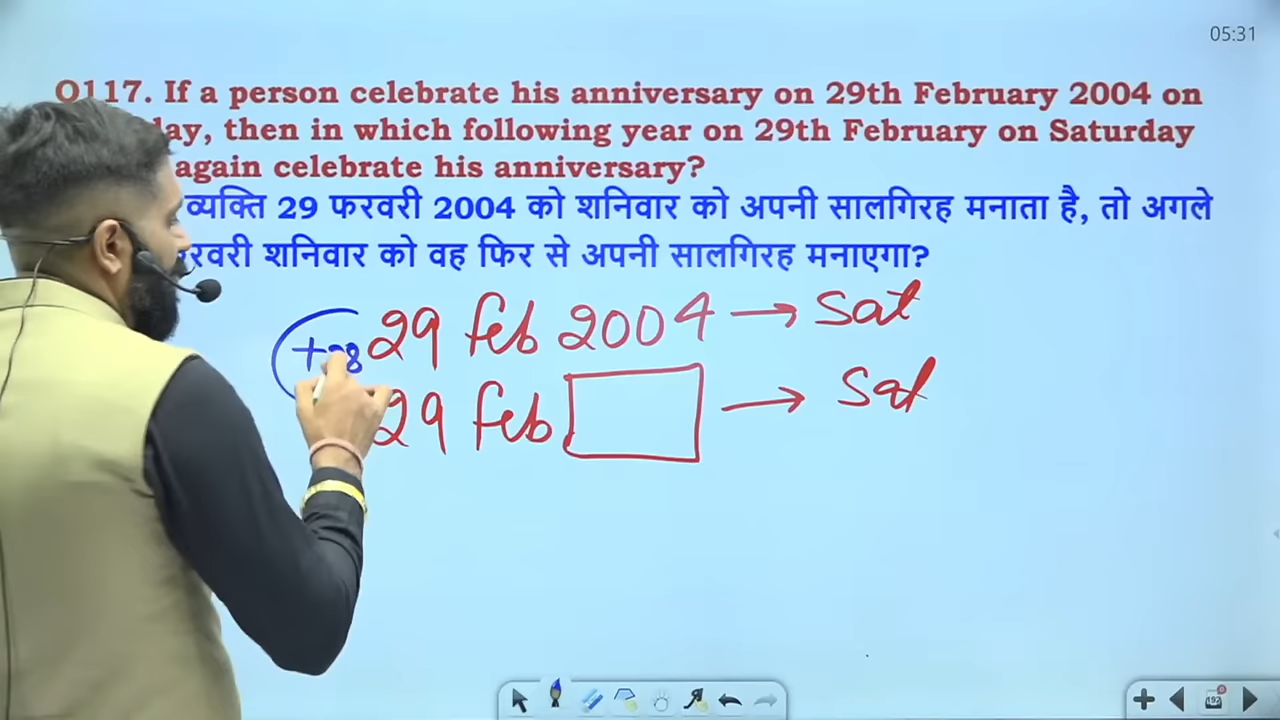 05:31
Q117. If a person celebrate his anniversary on 29th February 2004 on
day, then in which following year on 29th February on Saturday
again celebrate his anniversary?
व्यक्ति 29 फरवरी 2004 को शनिवार को अपनी सालगिरह मनाता है, तो अगले
रवरी शनिवार को वह फिर से अपनी सालगिरह मनाएगा?
+28 29 feb 2004 → Sat
29 feb → Sat
192